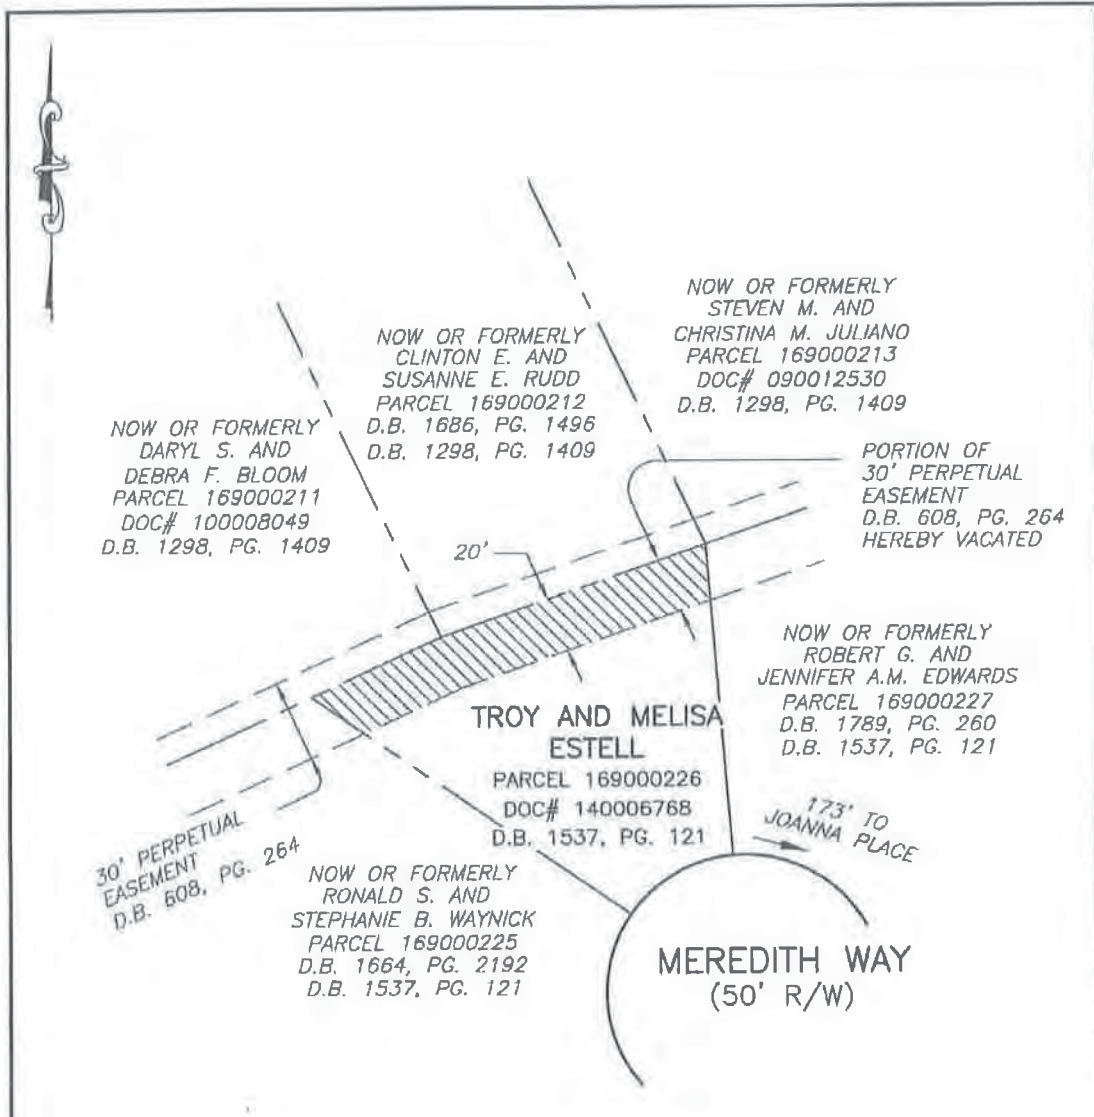 NOW OR FORMERLY
STEVEN M. AND
CHRISTINA M. JULIANO
PARCEL 169000213
DOC# 090012530
D.B. 1298, PG. 1409
NOW OR FORMERLY
CLINTON E. AND
SUSANNE E. RUDD
PARCEL 169000212
D.B. 1686, PG. 1496
D.B. 1298, PG. 1409
NOW OR FORMERLY
DARYL S. AND
DEBRA F. BLOOM
PARCEL 169000211
DOC# 100008049
D.B. 1298, PG. 1409
PORTION OF
30' PERPETUAL
EASEMENT
D.B. 608, PG. 264
HEREBY VACATED
20'
NOW OR FORMERLY
ROBERT G. AND
JENNIFER A.M. EDWARDS
PARCEL 169000227
D.B. 1789, PG. 260
D.B. 1537, PG. 121
TROY AND MELISA
ESTELL
PARCEL 169000226
DOC# 140006768
D.B. 1537, PG. 121
173' TO
JOANNA PLACE
30' PERPETUAL
EASEMENT
D.B. 608, PG. 264
NOW OR FORMERLY
RONALD S. AND
STEPHANIE B. WAYNICK
PARCEL 169000225
D.B. 1664, PG. 2192
D.B. 1537, PG. 121
MEREDITH WAY
(50' R/W)